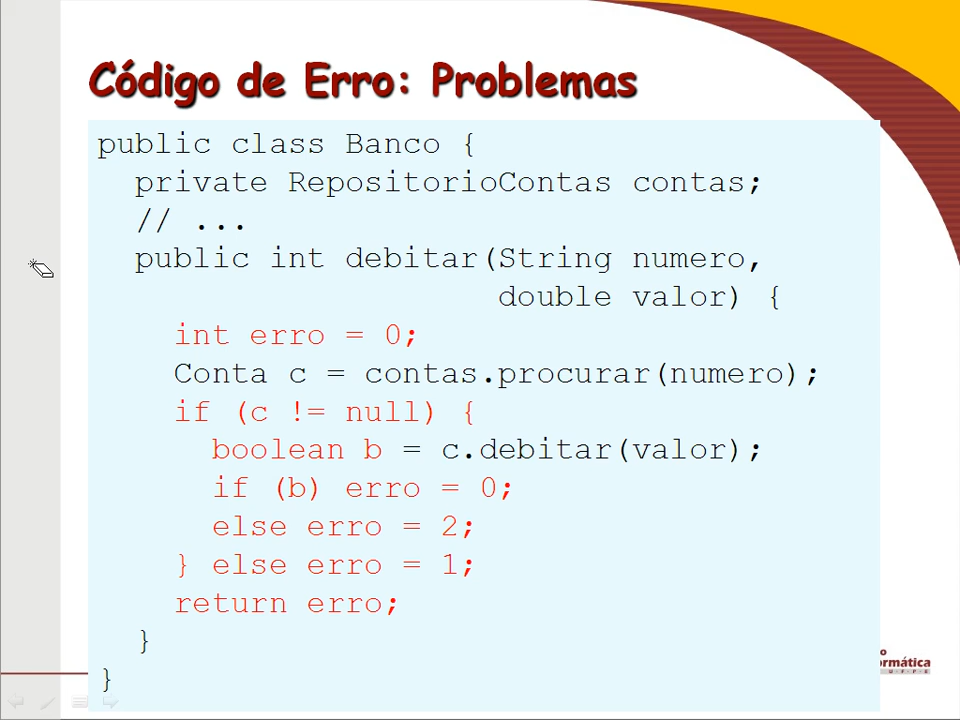 Código de Erro: Problemas
public class Banco {
private RepositorioContas contas;
// ...
public int debitar(String numero,
double valor) {
int erro = 0;
Conta c = contas.procurar(numero);
if (c != null) {
boolean b = c.debitar(valor);
if (b) erro = 0;
else erro = 2;
} else erro = 1;
return erro;
}
}
U F P E